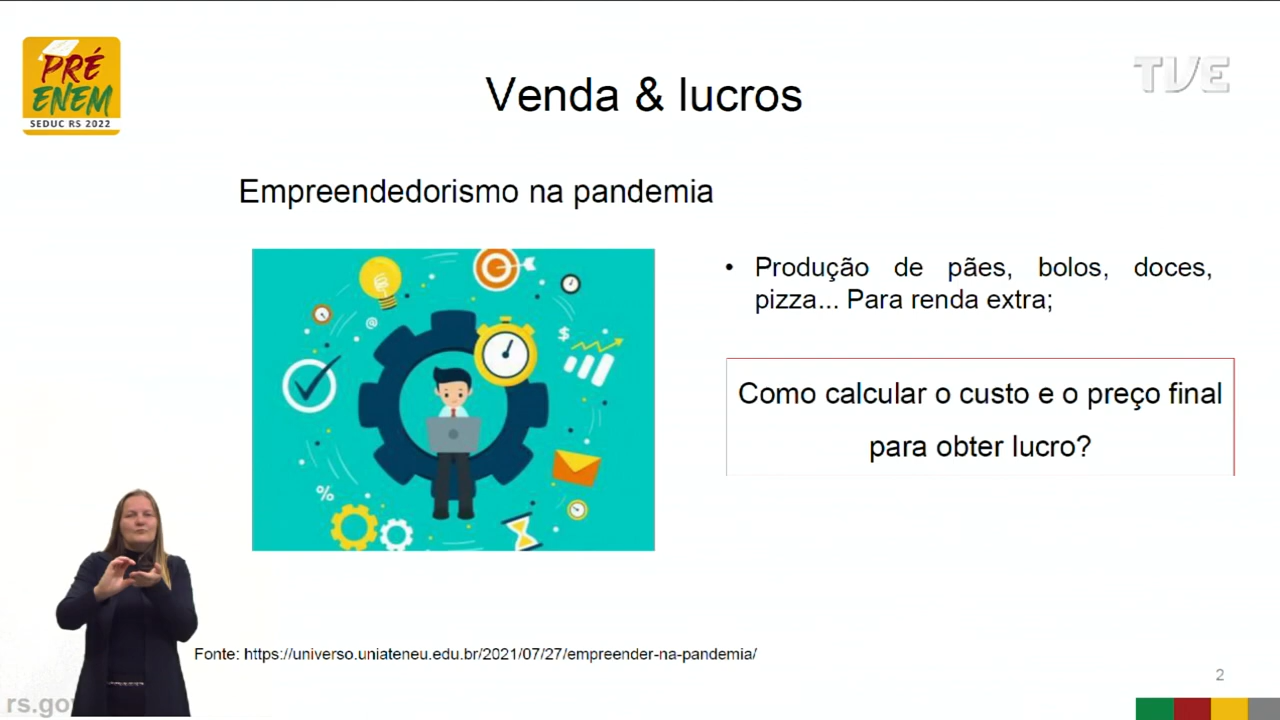 PRÉ
ENEM
SEDUC RS 2022
TVE
Venda & lucros
Empreendedorismo na pandemia
• Produção de pães, bolos, doces,
pizza... Para renda extra;
Como calcular o custo e o preço final
para obter lucro?
@
$
%
Fonte: https://universo.uniateneu.edu.br/2021/07/27/empreender-na-pandemia/
2
rs.go